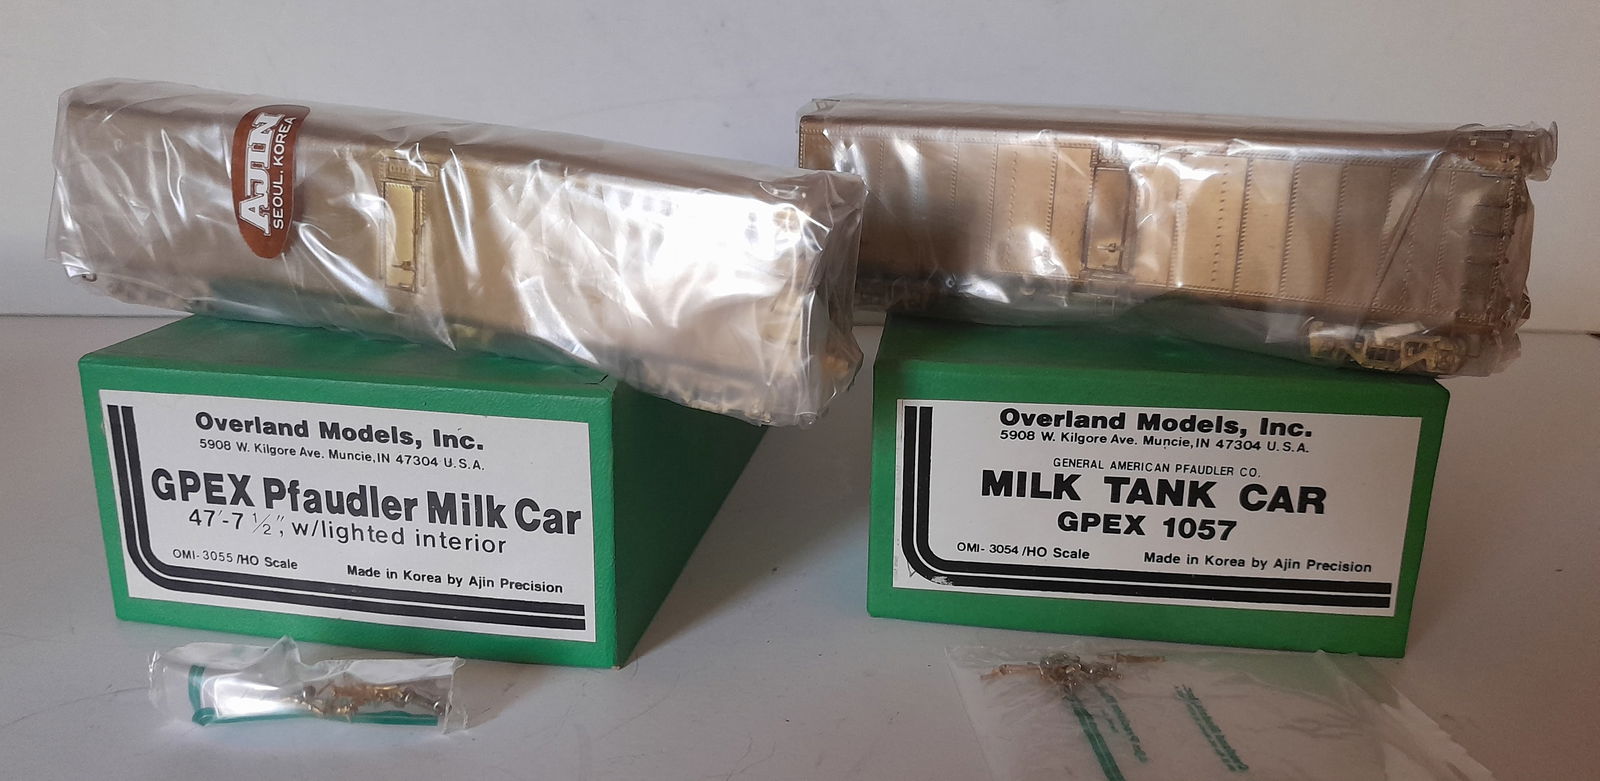 AJIN
SEOUL. KOREA
Overland Models, Inc.
5908 W. Kilgore Ave. Muncie, IN 47304 U.S.A.
GPEX Pfaudler Milk Car
47'-7 1/2", w/lighted interior
OMI-3055/HO Scale
Made in Korea by Ajin Precision
Overland Models, Inc.
5908 W. Kilgore Ave. Muncie, IN 47304 U.S.A.
GENERAL AMERICAN PFAUDLER CO.
MILK TANK CAR
GPEX 1057
OMI-3054/HO Scale
Made in Korea by Ajin Precision